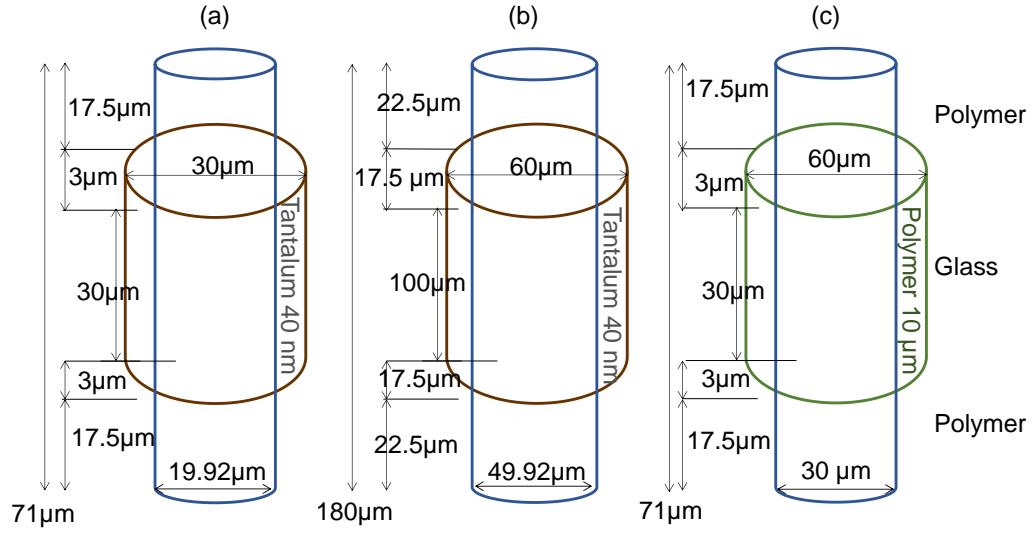 (a)
(b)
(c)
17.5µm
3µm
30µm
30µm
Tantalum 40 nm
3µm
17.5µm
19.92µm
71µm
22.5µm
17.5 µm
60µm
100µm
Tantalum 40 nm
17.5µm
22.5µm
49.92µm
180µm
17.5µm
3µm
60µm
30µm
Polymer 10 µm
3µm
17.5µm
30 µm
71µm
Polymer
Glass
Polymer